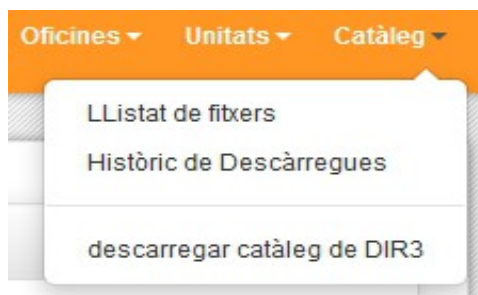 Oficines Unitats Catàleg
LListat de fitxers
Històric de Descàrregues
descarregar catàleg de DIR3